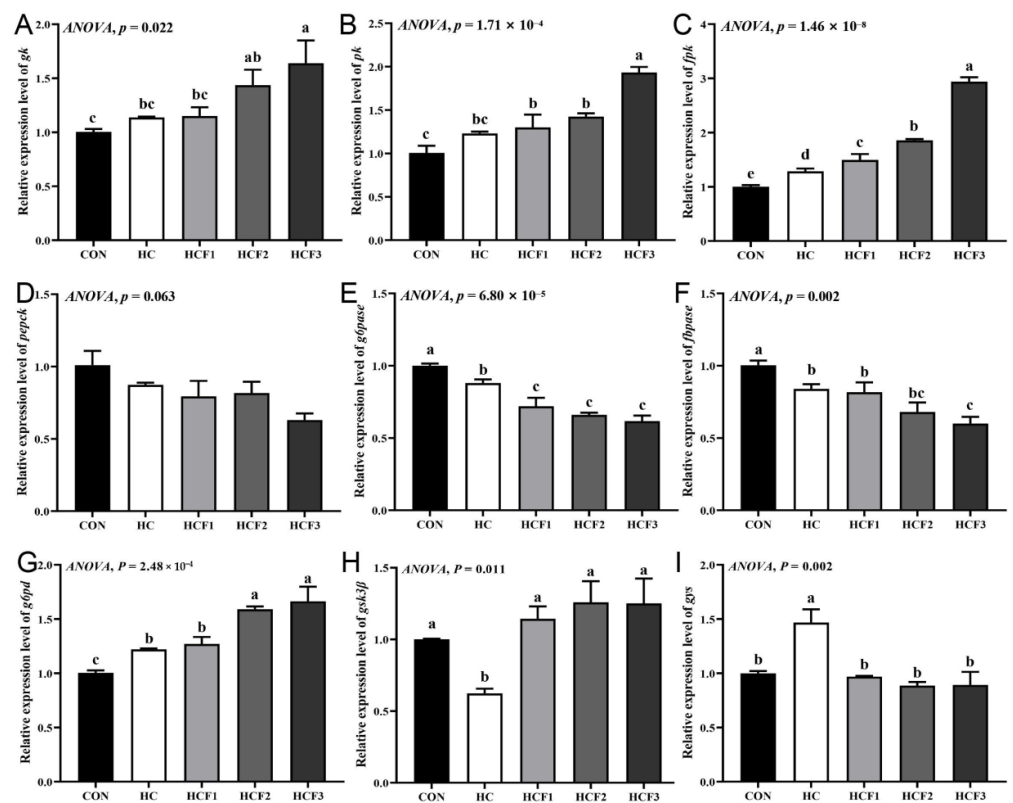 A
ANOVA, p = 0.022
Relative expression level of gk
2.0
1.5
1.0
0.5
0.0
c
bc
bc
ab
a
CON
HC
HCF1
HCF2
HCF3
B
ANOVA, p = 1.71 × 10⁻⁴
Relative expression level of pk
2.5
2.0
1.5
1.0
0.5
0.0
c
bc
b
b
a
CON
HC
HCF1
HCF2
HCF3
C
ANOVA, p = 1.46 × 10⁻⁸
Relative expression level of fpk
4
3
2
1
0
e
d
c
b
a
CON
HC
HCF1
HCF2
HCF3
D
ANOVA, p = 0.063
Relative expression level of pepck
1.5
1.0
0.5
0.0
CON
HC
HCF1
HCF2
HCF3
E
ANOVA, p = 6.80 × 10⁻⁵
Relative expression level of g6pase
1.5
1.0
0.5
0.0
a
b
c
c
c
CON
HC
HCF1
HCF2
HCF3
F
ANOVA, p = 0.002
Relative expression level of fbpase
1.5
1.0
0.5
0.0
a
b
b
bc
c
CON
HC
HCF1
HCF2
HCF3
G
ANOVA, P = 2.48 × 10⁻⁴
Relative expression level of g6pd
2.0
1.5
1.0
0.5
0.0
c
b
b
a
a
CON
HC
HCF1
HCF2
HCF3
H
ANOVA, P = 0.011
Relative expression level of gsk3β
1.5
1.0
0.5
0.0
a
b
a
a
a
CON
HC
HCF1
HCF2
HCF3
I
ANOVA, P = 0.002
Relative expression level of gys
2.0
1.5
1.0
0.5
0.0
b
a
b
b
b
CON
HC
HCF1
HCF2
HCF3